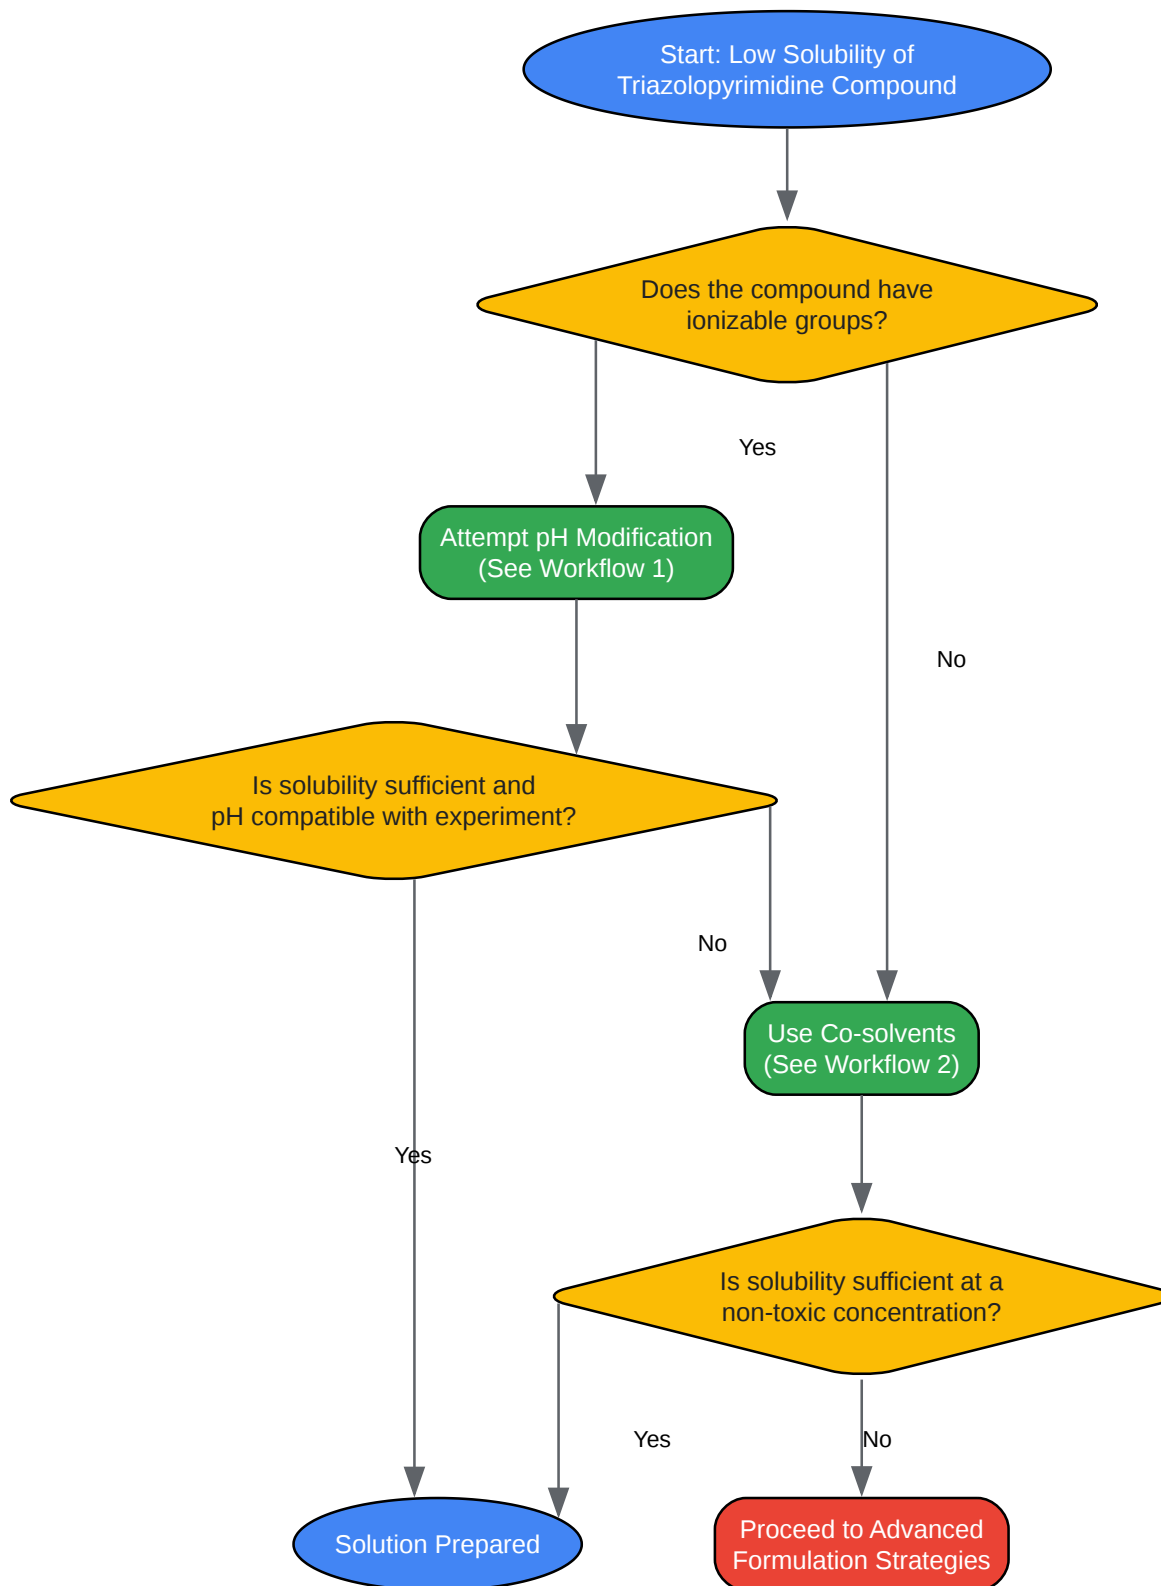 Start: Low Solubility of
Triazolopyrimidine Compound
Does the compound have
ionizable groups?
Yes
Attempt pH Modification
(See Workflow 1)
No
Is solubility sufficient and
pH compatible with experiment?
No
Use Co-solvents
(See Workflow 2)
Yes
Is solubility sufficient at a
non-toxic concentration?
Yes
No
Solution Prepared
Proceed to Advanced
Formulation Strategies